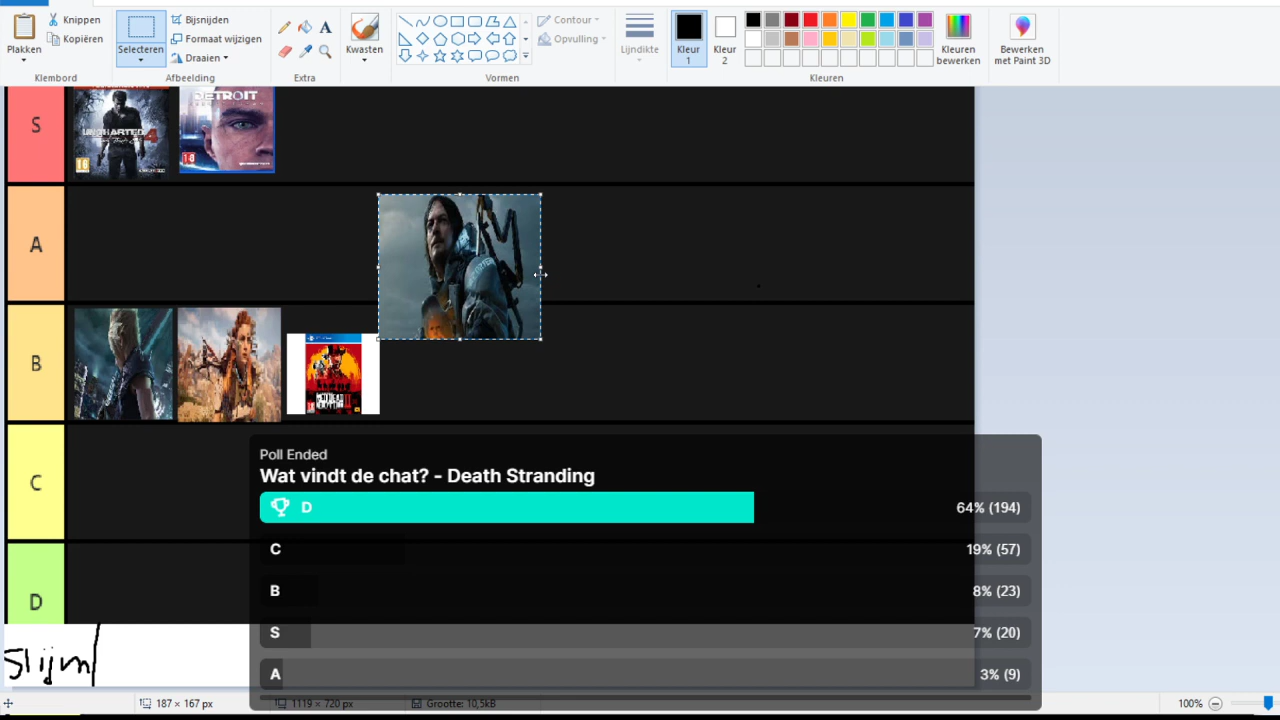 Plakken
Knippen
Kopiëren
Klembord
Selecteren
Bijsnijden
Formaat wijzigen
Draaien
Afbeelding
A
Extra
Kwasten
Contour
Opvulling
Vormen
Lijndikte
Kleur
1
Kleur
2
Kleuren
bewerken
Kleuren
Bewerken
met Paint 3D
S
UNCHARTED 4
16
DETROIT
18
A
B
C
D
Slijm
Poll Ended
Wat vindt de chat? - Death Stranding
D 64% (194)
C 19% (57)
B 8% (23)
S 7% (20)
A 3% (9)
187 × 167 px
1119 × 720 px
Grootte: 10,5kB
100%